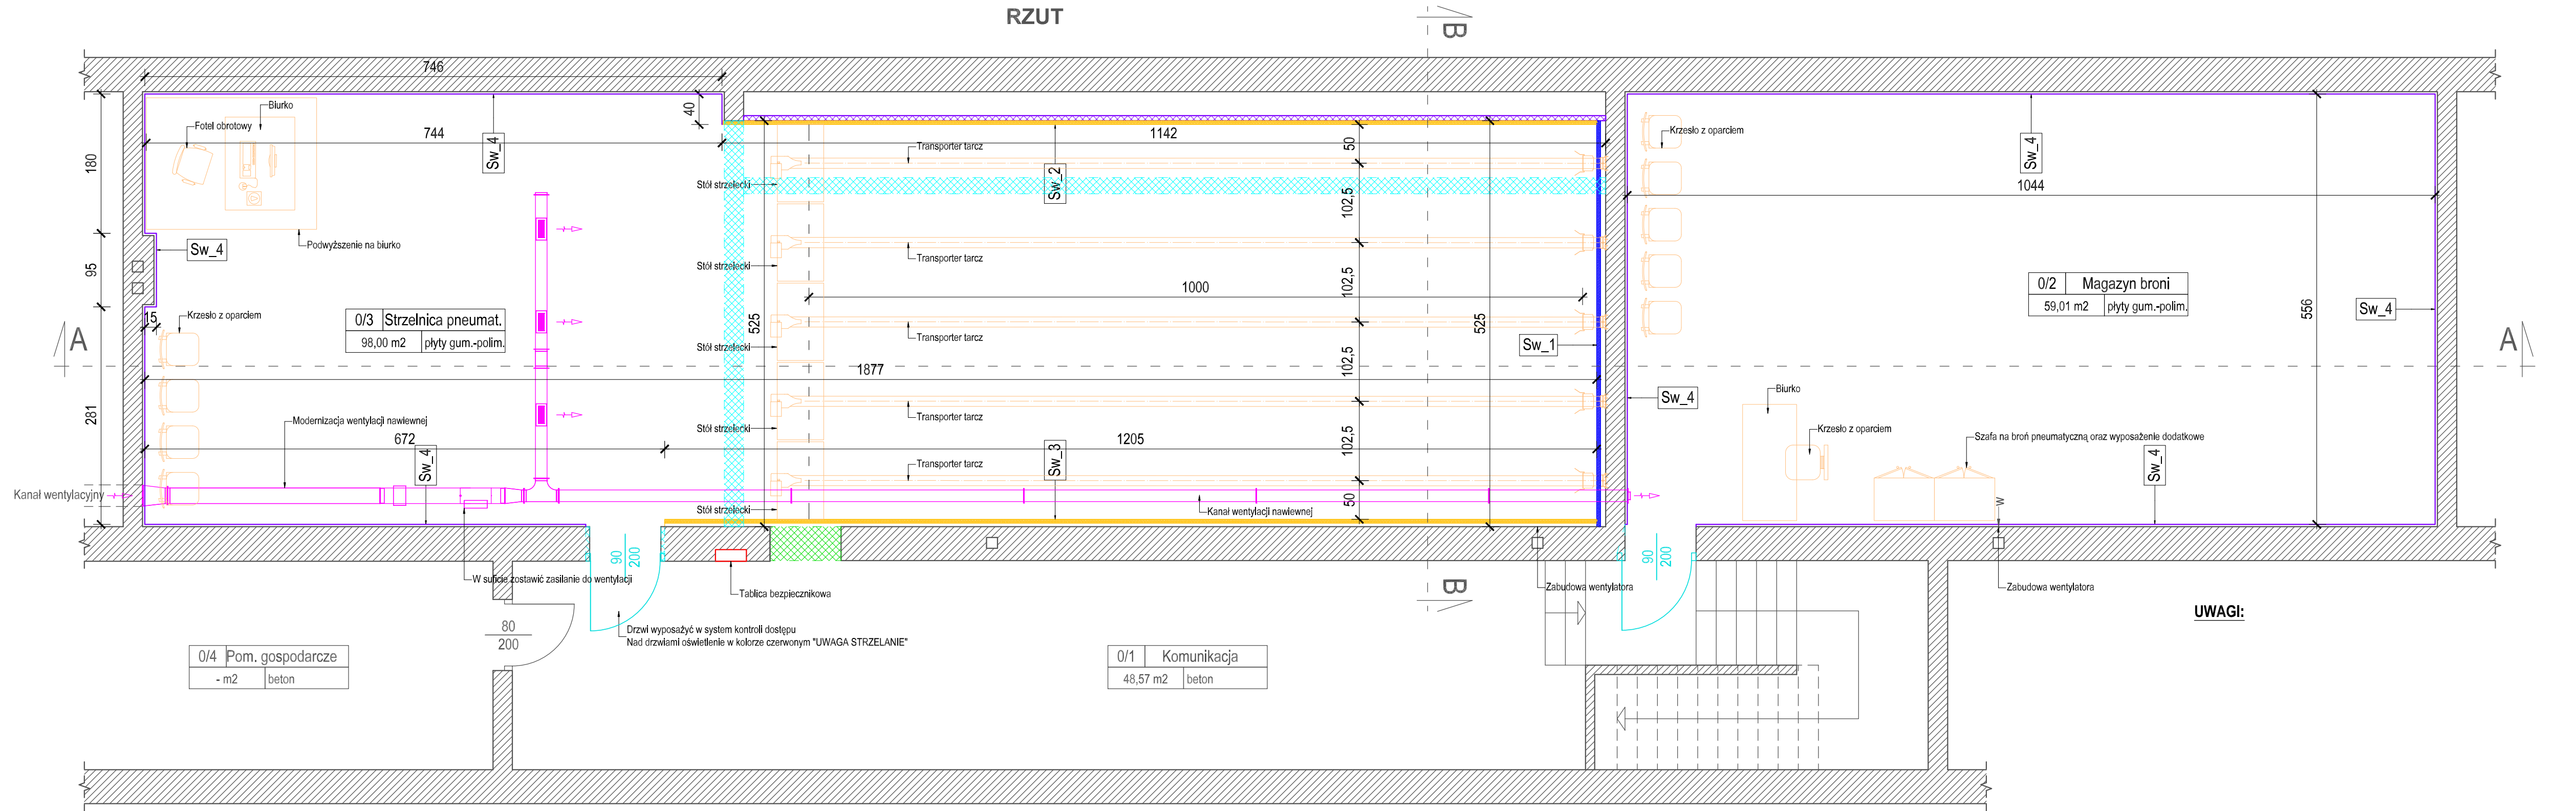 RZUT
B
746
40
Biurko
Fotel obrotowy
744
Sw_4
180
Podwyższenie na biurko
Sw_4
95
15
Krzesło z oparciem
0/3 Strzelnica pneumat.
98,00 m2 płyty gum.-polim.
A
281
1877
Modernizacja wentylacji nawiewnej
672
Sw_4
Kanał wentylacyjny
W suficie zostawić zasilanie do wentylacji
1142
50
Transporter tarcz
Stół strzelecki
Sw_2
102,5
Transporter tarcz
Stół strzelecki
102,5
1000
525
525
Transporter tarcz
Stół strzelecki
Sw_1
102,5
Transporter tarcz
Stół strzelecki
1205
Sw_3
102,5
Transporter tarcz
Stół strzelecki
50
Kanał wentylacji nawiewnej
Krzesło z oparciem
Sw_4
1044
0/2 Magazyn broni
59,01 m2 płyty gum.-polim.
556
Sw_4
A
Sw_4
Biurko
Krzesło z oparciem
Szafa na broń pneumatyczną oraz wyposażenie dodatkowe
Sw_4
W
90
200
90
200
Tablica bezpiecznikowa
Zabudowa wentylatora
Zabudowa wentylatora
B
UWAGI:
Drzwi wyposażyć w system kontroli dostępu
Nad drzwiami oświetlenie w kolorze czerwonym "UWAGA STRZELANIE"
80
200
0/4 Pom. gospodarcze
- m2 beton
0/1 Komunikacja
48,57 m2 beton